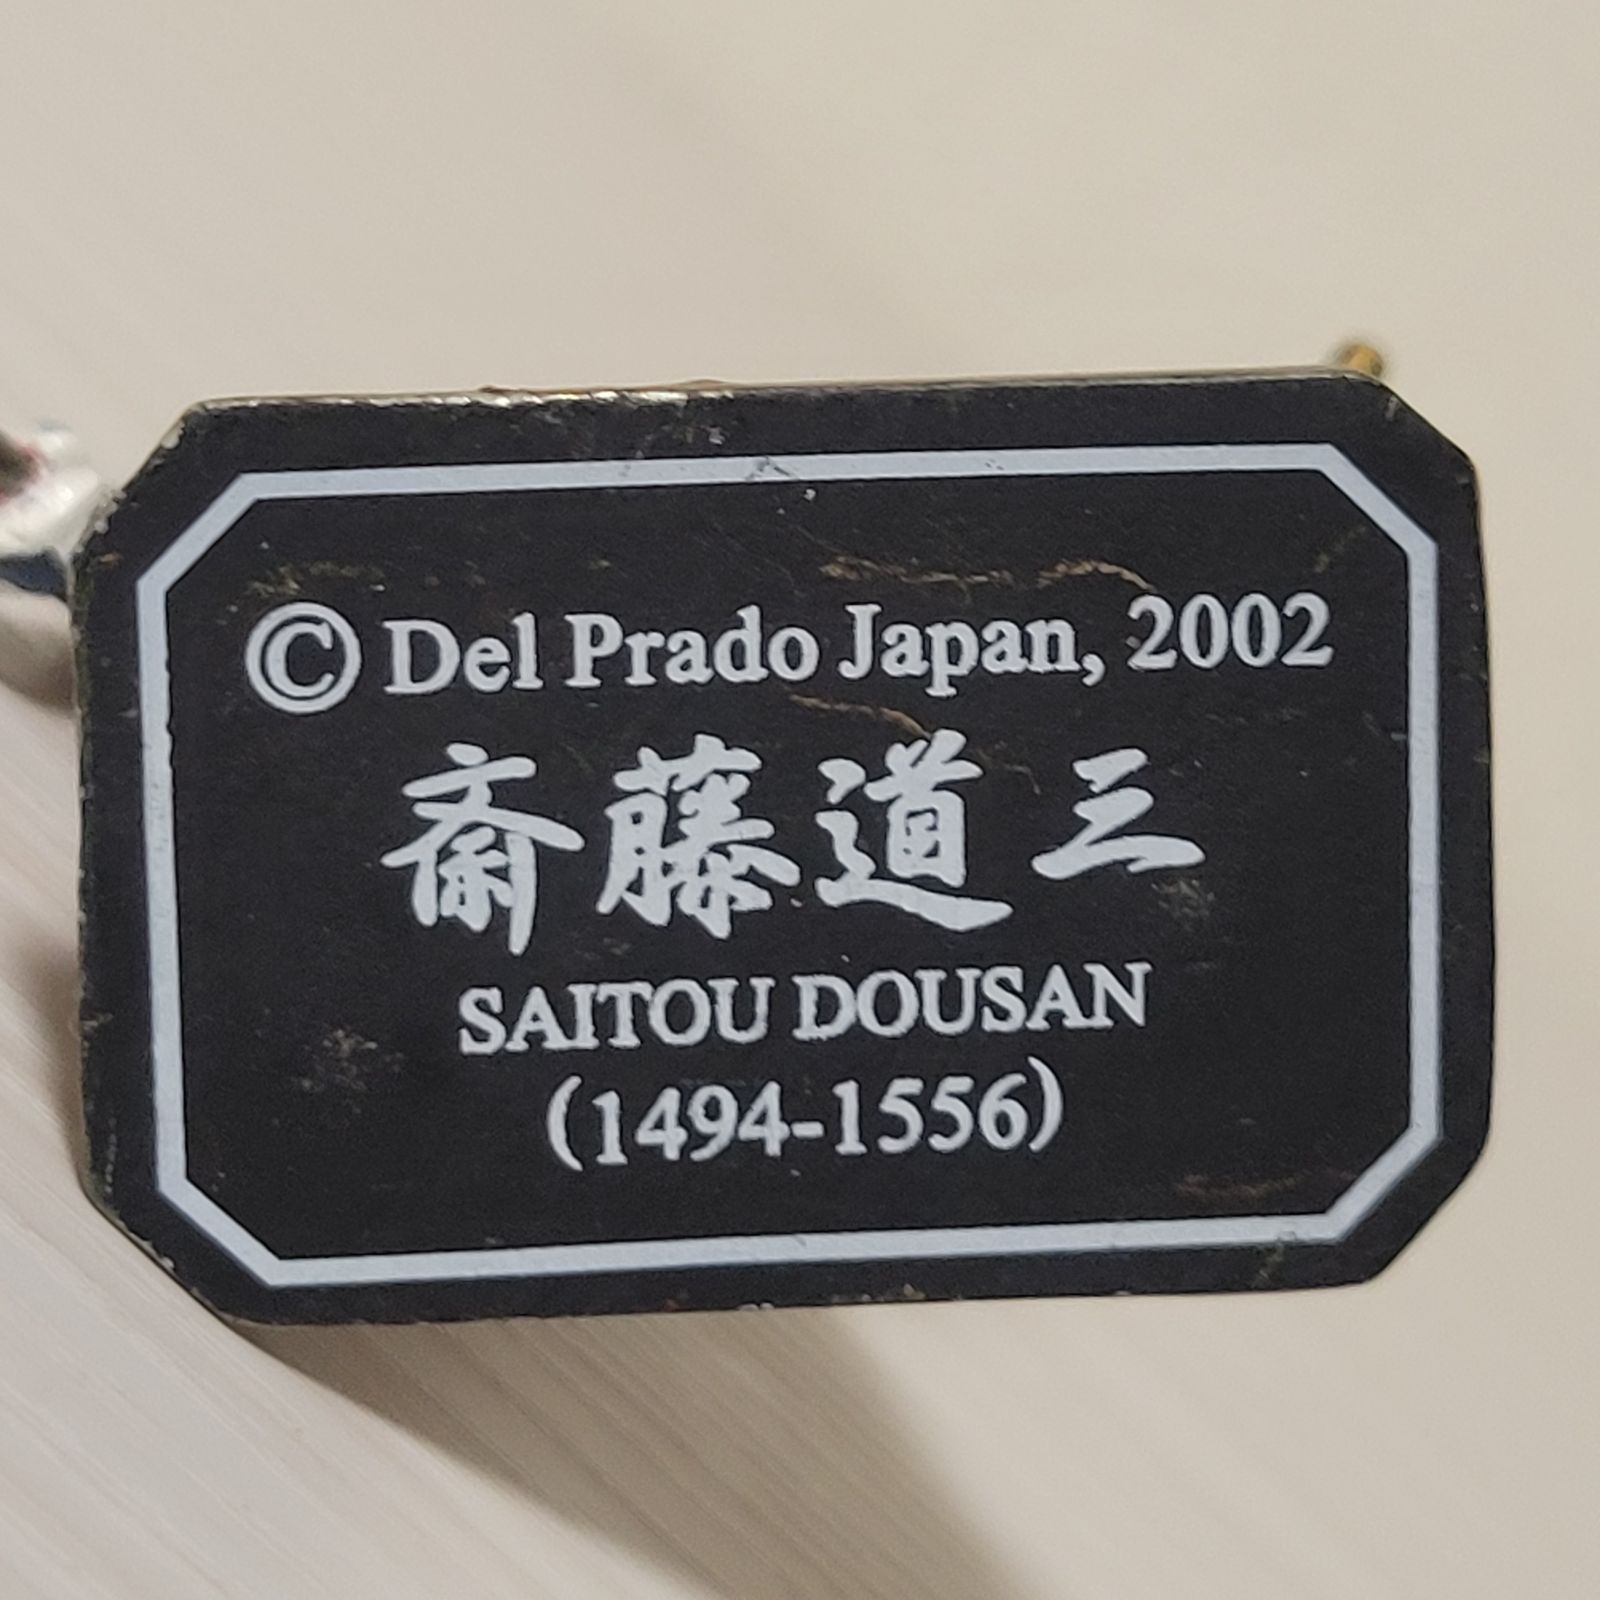 © Del Prado Japan, 2002
斎藤道三
SAITOU DOUSAN
(1494-1556)